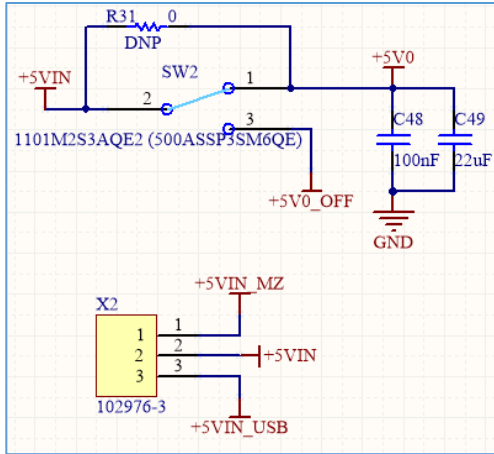 R31 0
DNP
SW2
+5VIN
2
1
3
+5V0
1101M2S3AQE2 (500ASSP3SM6QE)
C48
100nF
C49
22uF
+5V0_OFF
GND
+5VIN_MZ
X2
1 1
2 2
3 3
+5VIN
102976-3
+5VIN_USB